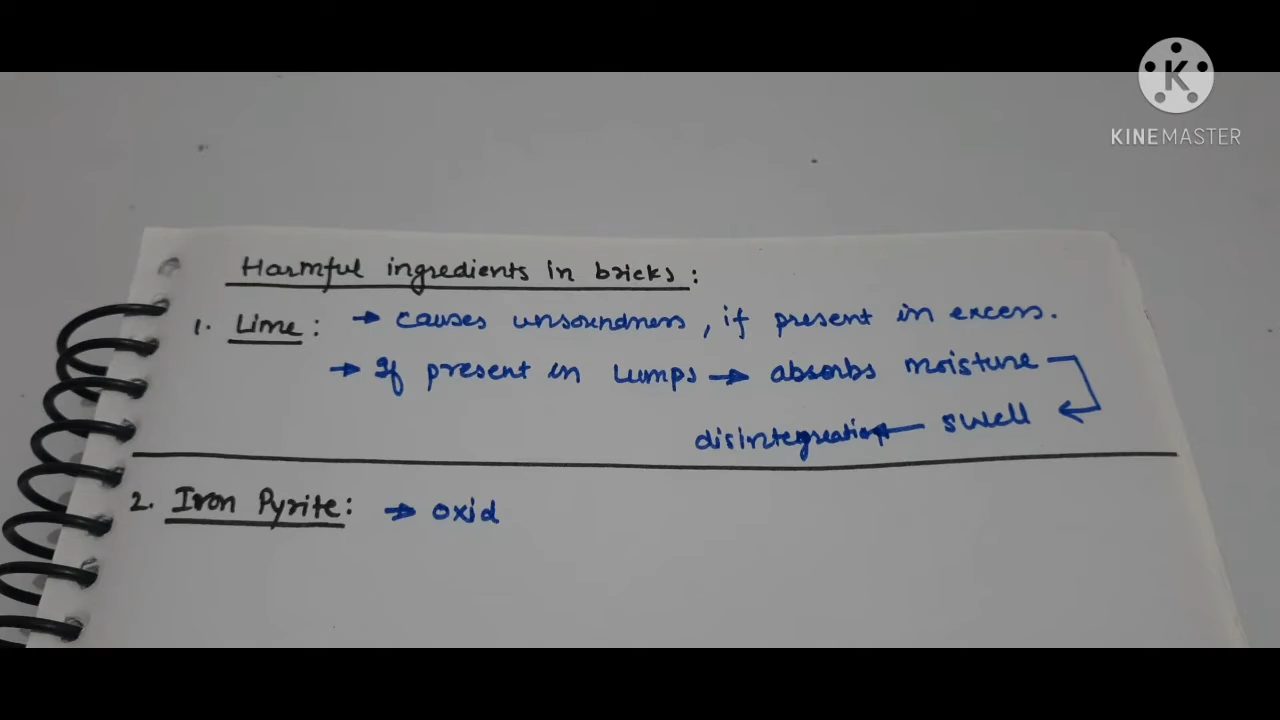 KINEMASTER
Harmful ingredients in bricks:
1. Lime: → causes unsoundness, if present in excess.
→ If present in lumps → absorbs moisture
disintegreation ← swell
2. Iron Pyrite: → oxid